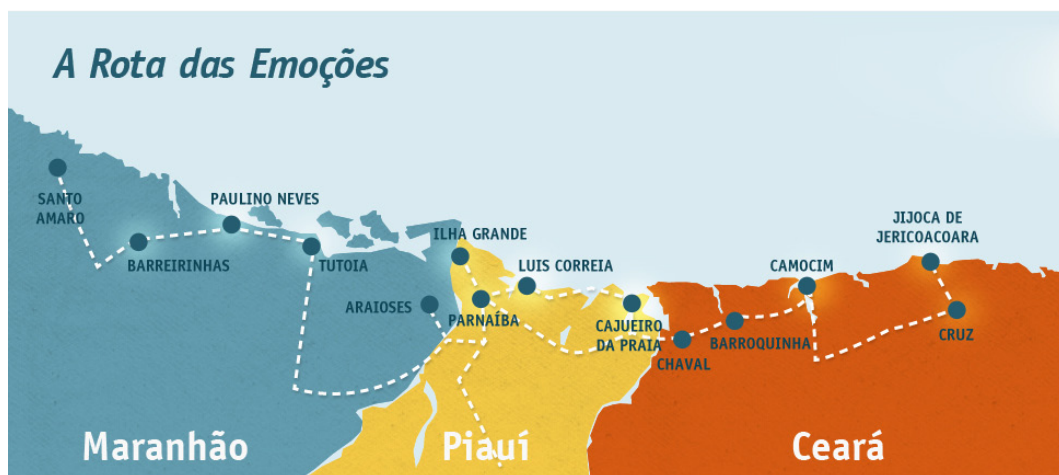 A Rota das Emoções
SANTO
AMARO
BARREIRINHAS
PAULINO NEVES
TUTOIA
ARAIOSES
ILHA GRANDE
PARNAÍBA
LUIS CORREIA
CAJUEIRO
DA PRAIA
CHAVAL
BARROQUINHA
CAMOCIM
JIJOCA DE
JERICOACOARA
CRUZ
Maranhão
Piauí
Ceará